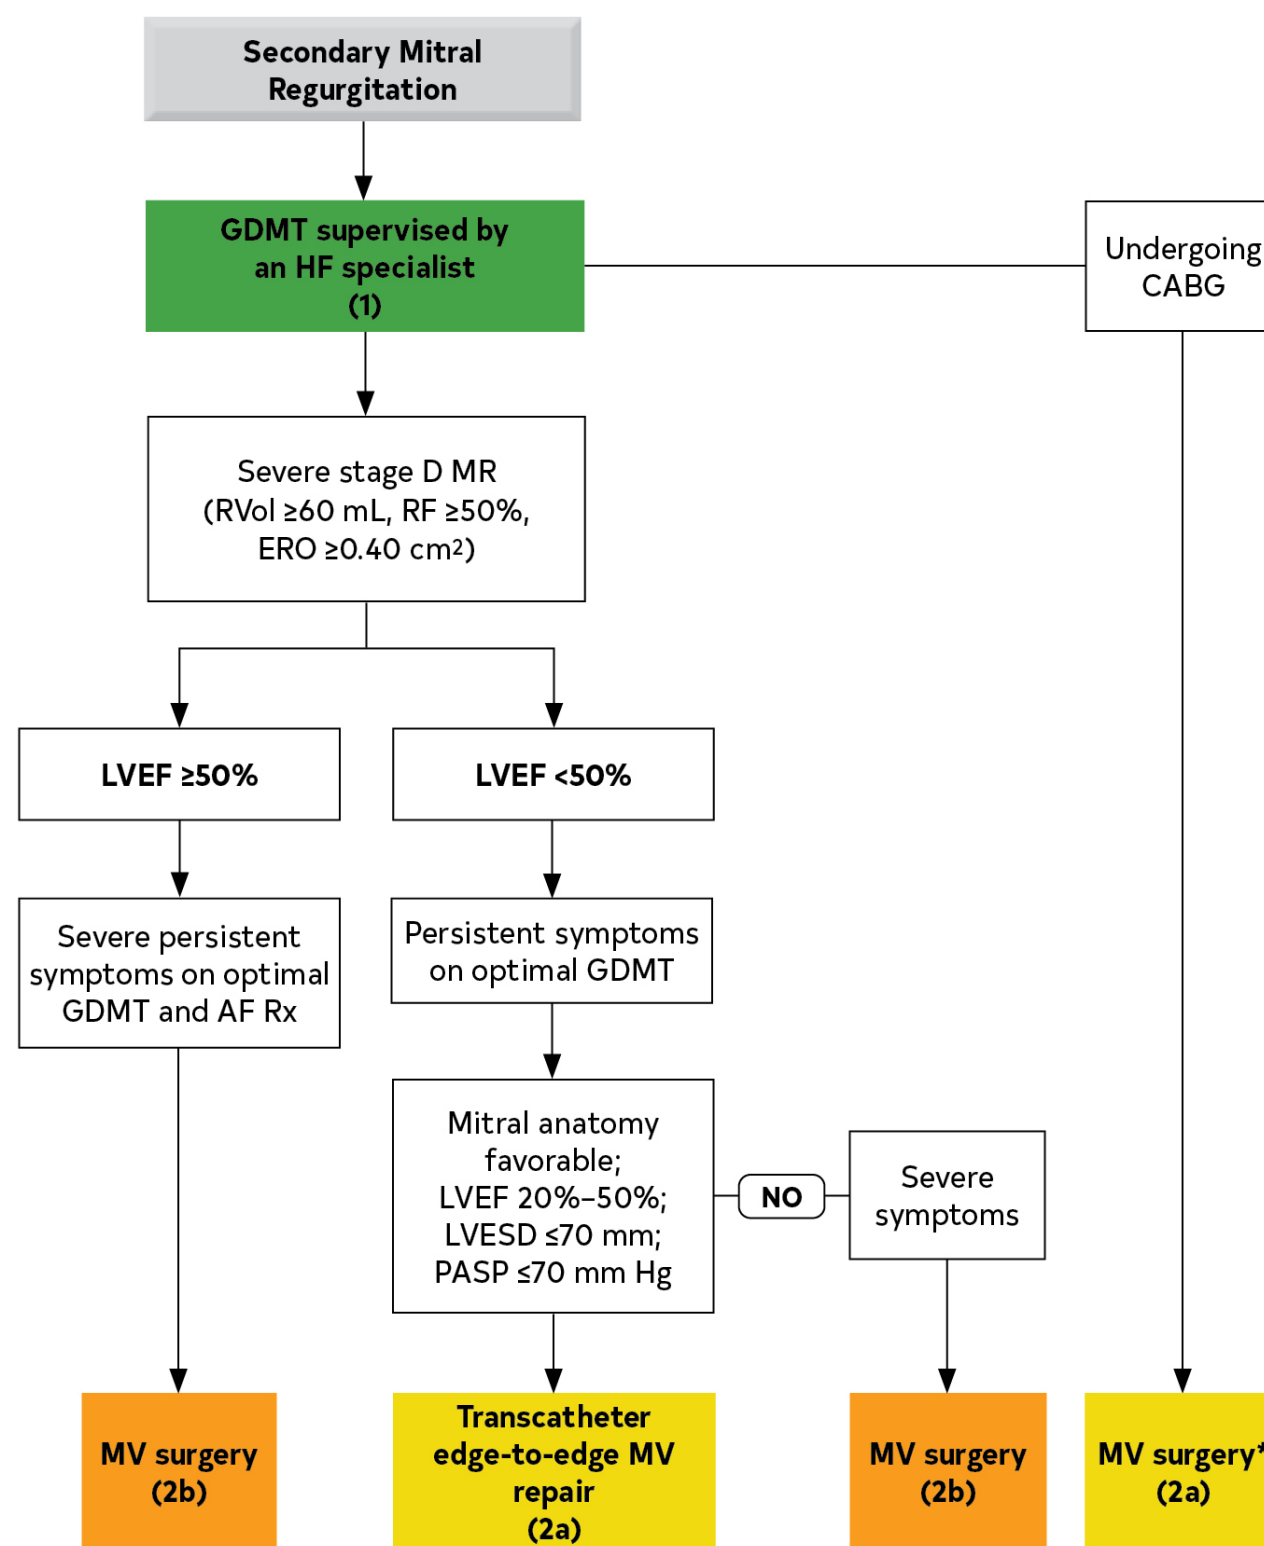 Secondary Mitral
Regurgitation
GDMT supervised by
an HF specialist
(1)
Undergoing
CABG
Severe stage D MR
(RVol ≥60 mL, RF ≥50%,
ERO ≥0.40 cm²)
LVEF ≥50%
LVEF <50%
Severe persistent
symptoms on optimal
GDMT and AF Rx
Persistent symptoms
on optimal GDMT
Mitral anatomy
favorable;
LVEF 20%–50%;
LVESD ≤70 mm;
PASP ≤70 mm Hg
NO
Severe
symptoms
MV surgery
(2b)
Transcatheter
edge-to-edge MV
repair
(2a)
MV surgery
(2b)
MV surgery*
(2a)